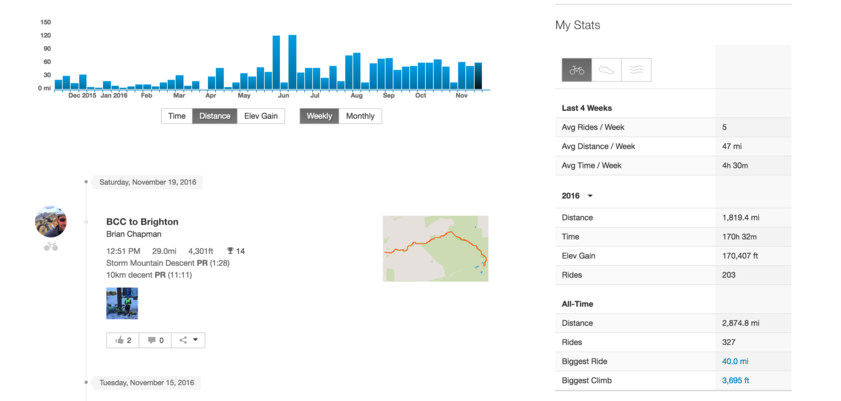 150
120
90
60
30
0 mi
Dec 2015 Jan 2016 Feb Mar Apr May Jun Jul Aug Sep Oct Nov
Time Distance Elev Gain Weekly Monthly
Saturday, November 19, 2016
BCC to Brighton
Brian Chapman
12:51 PM 29.0mi 4,301ft 14
Storm Mountain Descent PR (1:28)
10km decent PR (11:11)
2 0
Tuesday, November 15, 2016
My Stats
Last 4 Weeks
Avg Rides / Week 5
Avg Distance / Week 47 mi
Avg Time / Week 4h 30m
2016
Distance 1,819.4 mi
Time 170h 32m
Elev Gain 170,407 ft
Rides 203
All-Time
Distance 2,874.8 mi
Rides 327
Biggest Ride 40.0 mi
Biggest Climb 3,695 ft